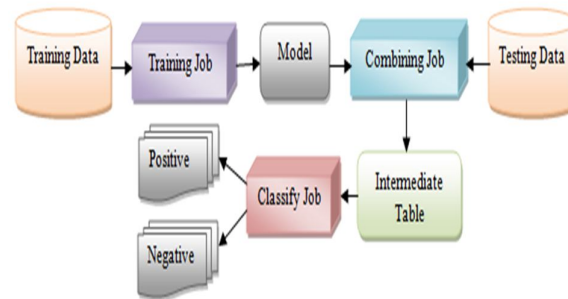 Training Data
Training Job
Model
Combining Job
Testing Data
Positive
Classify Job
Intermediate
Table
Negative